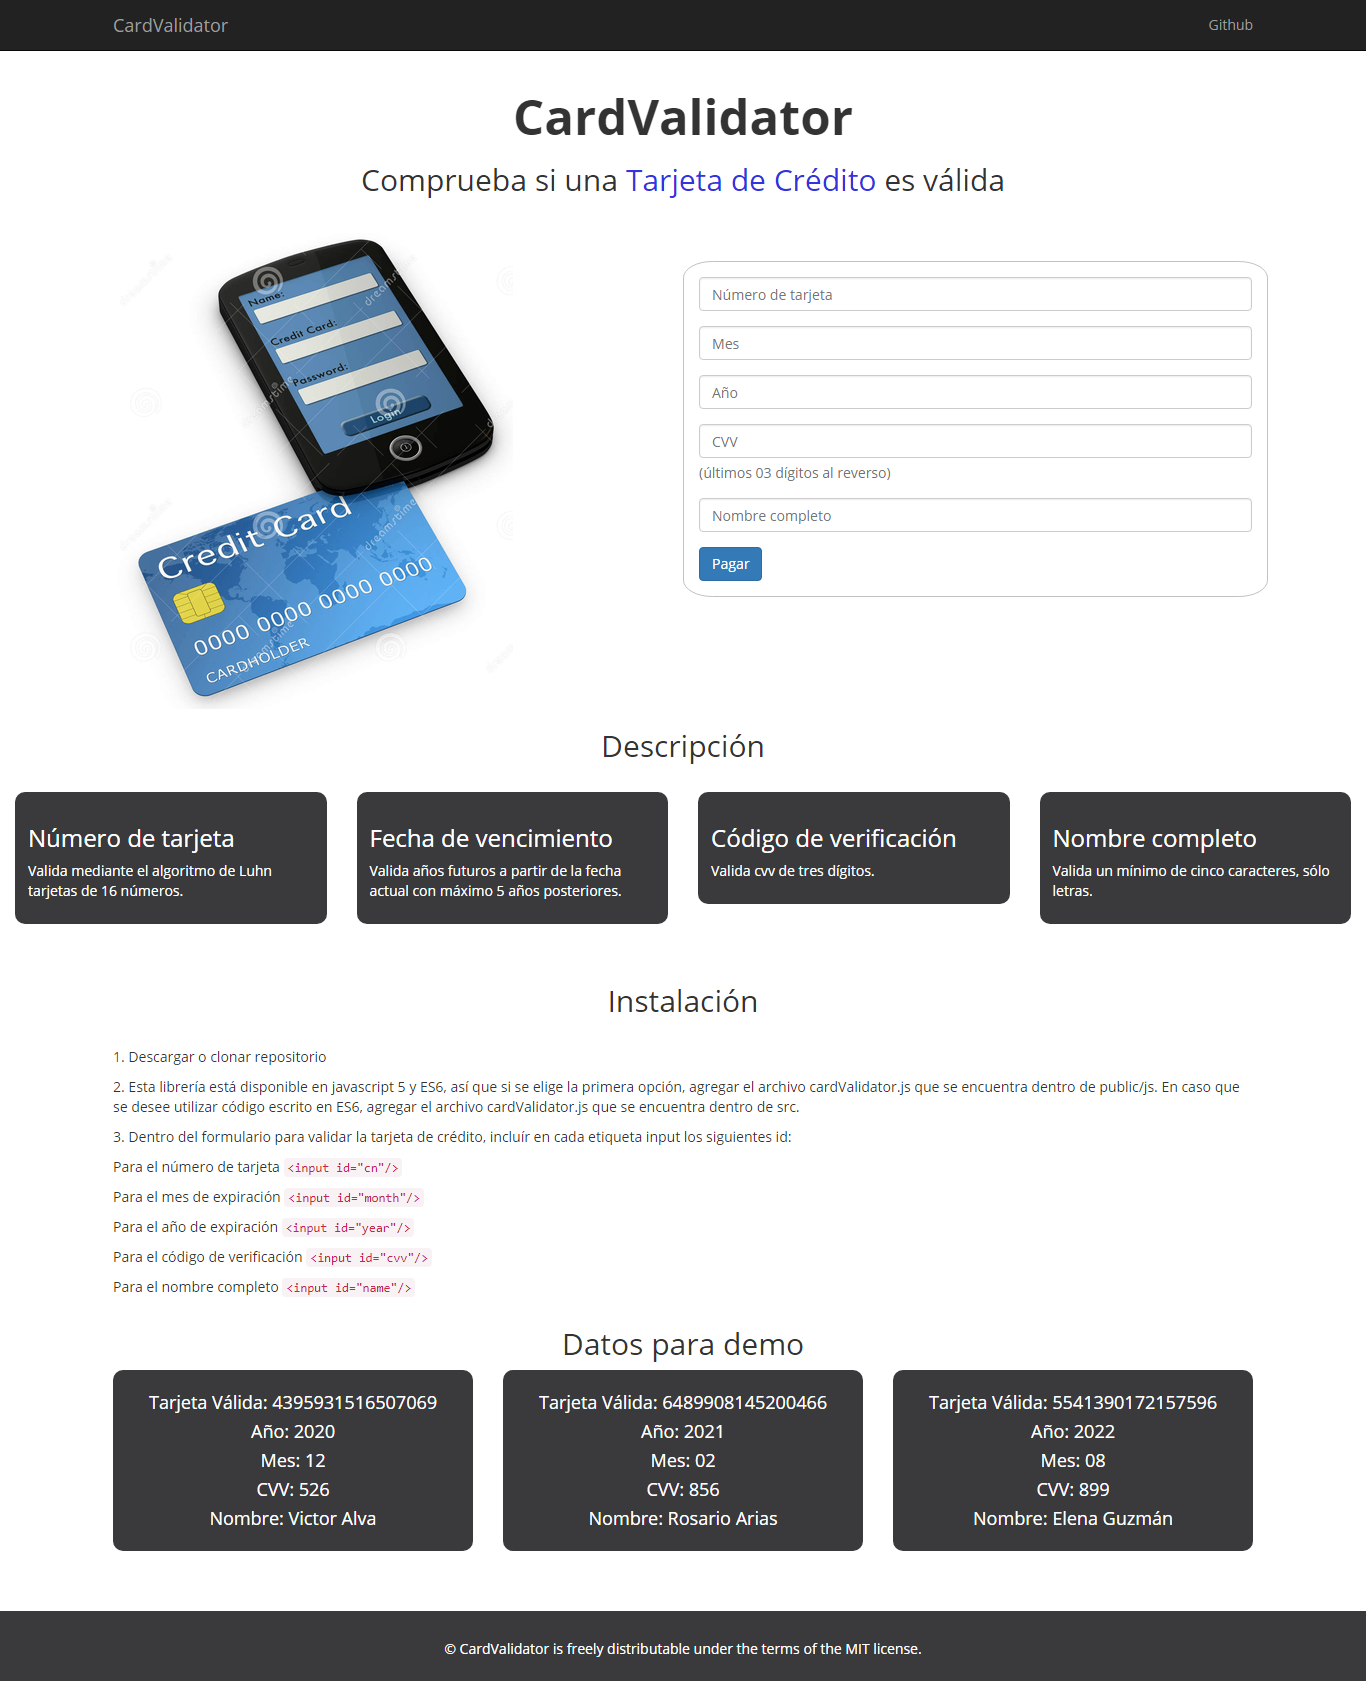 CardValidator
Github
CardValidator
Comprueba si una Tarjeta de Crédito es válida
Name:
Credit Card:
Password:
Login
dreamstime
Credit Card
0000 0000 0000 0000
CARDHOLDER
dreamstime
Número de tarjeta
Mes
Año
CVV
(últimos 03 dígitos al reverso)
Nombre completo
Pagar
Descripción
Número de tarjeta
Valida mediante el algoritmo de Luhn
tarjetas de 16 números.
Fecha de vencimiento
Valida años futuros a partir de la fecha
actual con máximo 5 años posteriores.
Código de verificación
Valida cvv de tres dígitos.
Nombre completo
Valida un mínimo de cinco caracteres, sólo
letras.
Instalación
1. Descargar o clonar repositorio
2. Esta librería está disponible en javascript 5 y ES6, así que si se elige la primera opción, agregar el archivo cardValidator.js que se encuentra dentro de public/js. En caso que
se desee utilizar código escrito en ES6, agregar el archivo cardValidator.js que se encuentra dentro de src.
3. Dentro del formulario para validar la tarjeta de crédito, incluír en cada etiqueta input los siguientes id:
Para el número de tarjeta <input id="cn"/>
Para el mes de expiración <input id="month"/>
Para el año de expiración <input id="year"/>
Para el código de verificación <input id="cvv"/>
Para el nombre completo <input id="name"/>
Datos para demo
Tarjeta Válida: 4395931516507069
Año: 2020
Mes: 12
CVV: 526
Nombre: Victor Alva
Tarjeta Válida: 6489908145200466
Año: 2021
Mes: 02
CVV: 856
Nombre: Rosario Arias
Tarjeta Válida: 5541390172157596
Año: 2022
Mes: 08
CVV: 899
Nombre: Elena Guzmán
© CardValidator is freely distributable under the terms of the MIT license.